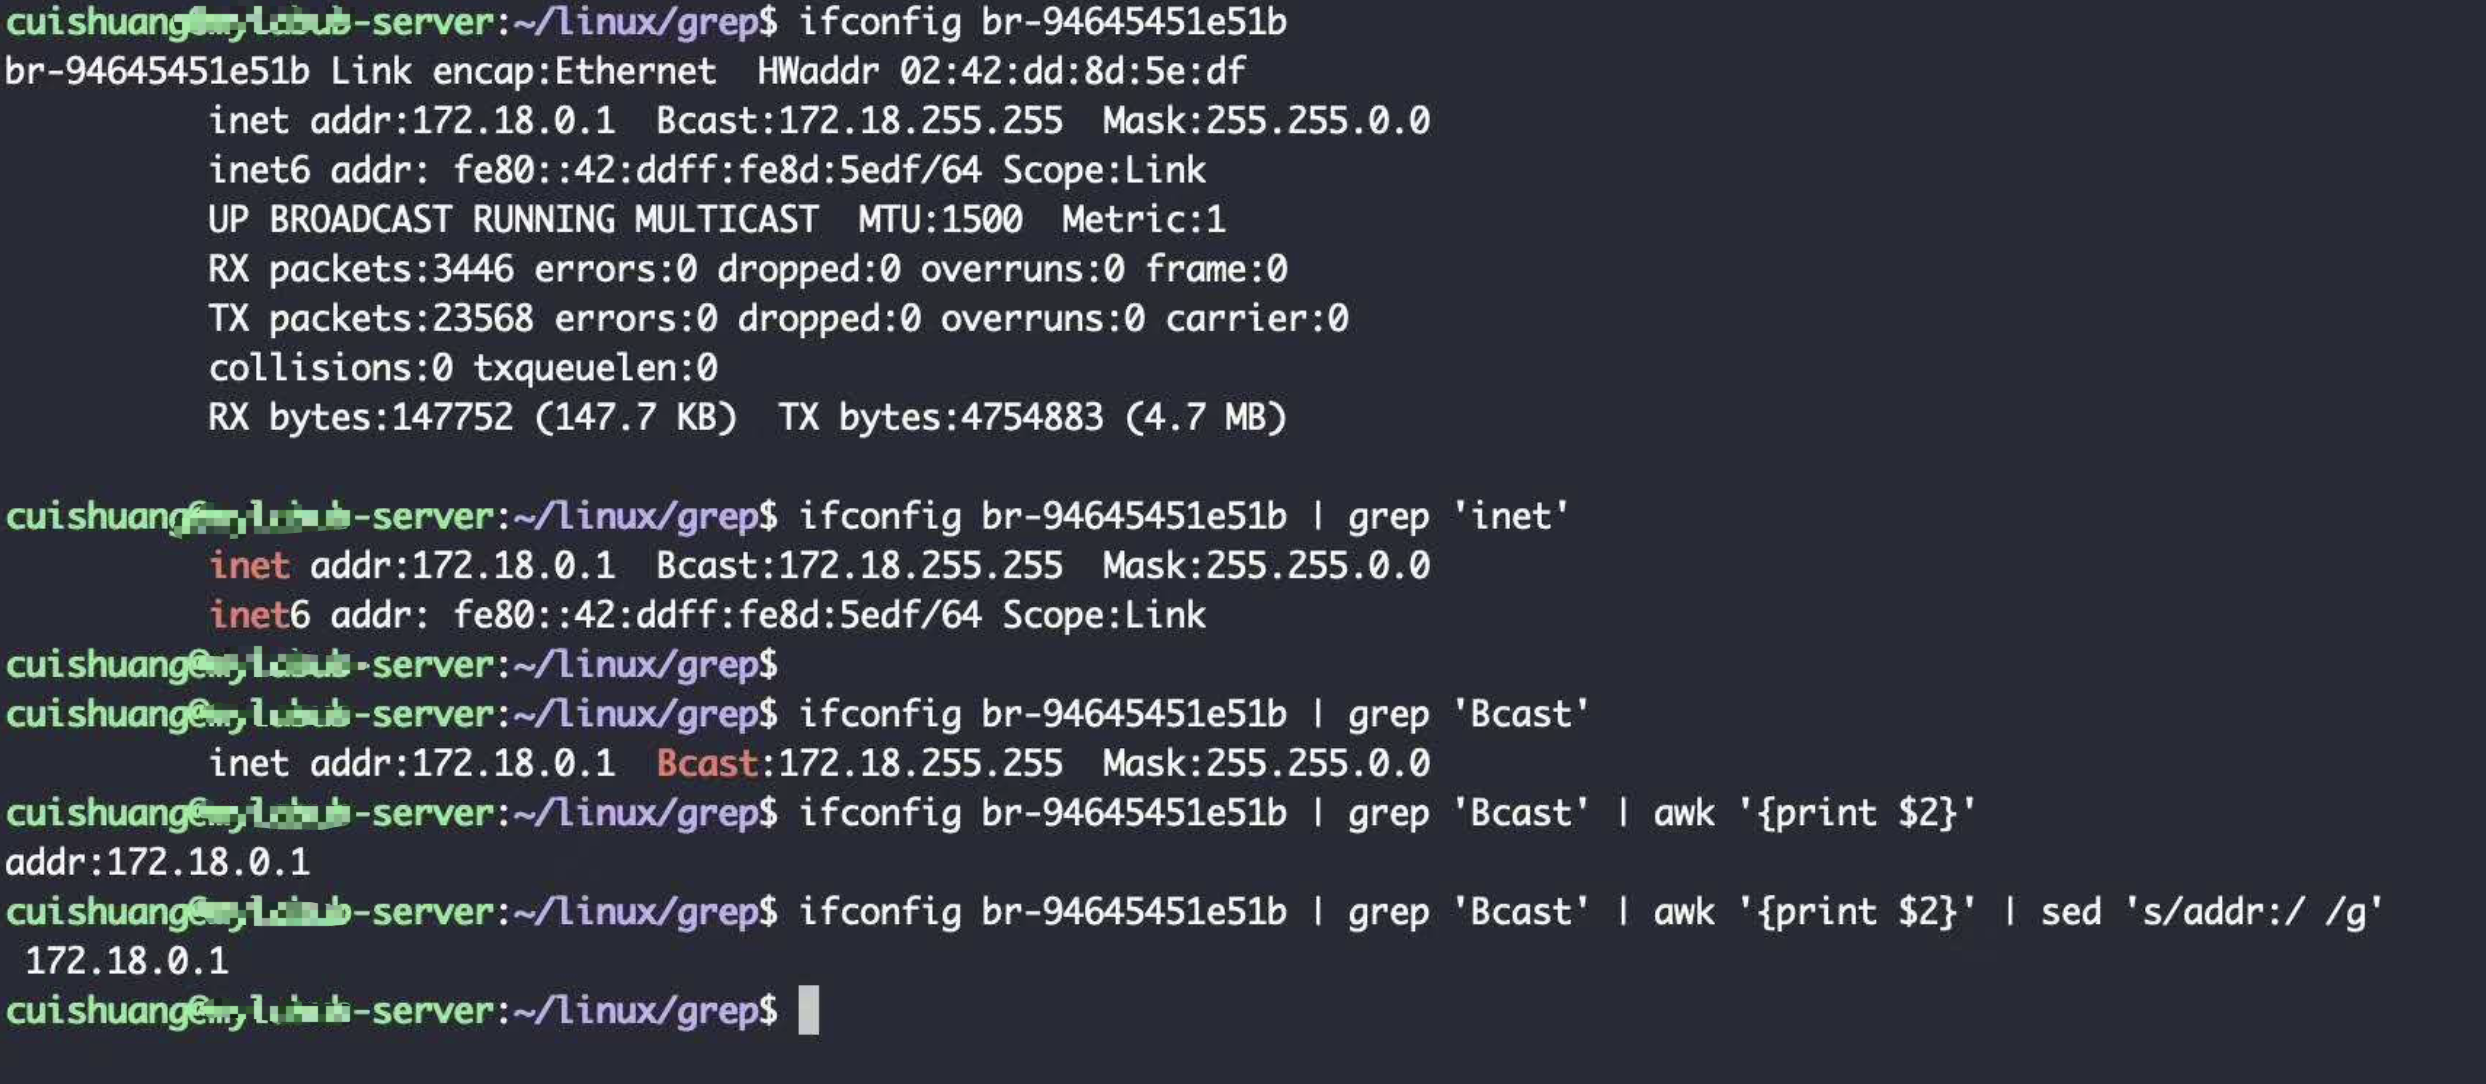 cuishuang -server:~/linux/grep$ ifconfig br-94645451e51b
br-94645451e51b Link encap:Ethernet  HWaddr 02:42:dd:8d:5e:df
          inet addr:172.18.0.1  Bcast:172.18.255.255  Mask:255.255.0.0
          inet6 addr: fe80::42:ddff:fe8d:5edf/64 Scope:Link
          UP BROADCAST RUNNING MULTICAST  MTU:1500  Metric:1
          RX packets:3446 errors:0 dropped:0 overruns:0 frame:0
          TX packets:23568 errors:0 dropped:0 overruns:0 carrier:0
          collisions:0 txqueuelen:0
          RX bytes:147752 (147.7 KB)  TX bytes:4754883 (4.7 MB)

cuishuang -server:~/linux/grep$ ifconfig br-94645451e51b | grep 'inet'
          inet addr:172.18.0.1  Bcast:172.18.255.255  Mask:255.255.0.0
          inet6 addr: fe80::42:ddff:fe8d:5edf/64 Scope:Link
cuishuang@ -server:~/linux/grep$
cuishuang@ -server:~/linux/grep$ ifconfig br-94645451e51b | grep 'Bcast'
          inet addr:172.18.0.1  Bcast:172.18.255.255  Mask:255.255.0.0
cuishuang@ -server:~/linux/grep$ ifconfig br-94645451e51b | grep 'Bcast' | awk '{print $2}'
addr:172.18.0.1
cuishuang@ -server:~/linux/grep$ ifconfig br-94645451e51b | grep 'Bcast' | awk '{print $2}' | sed 's/addr:/ /g'
 172.18.0.1
cuishuang@ -server:~/linux/grep$